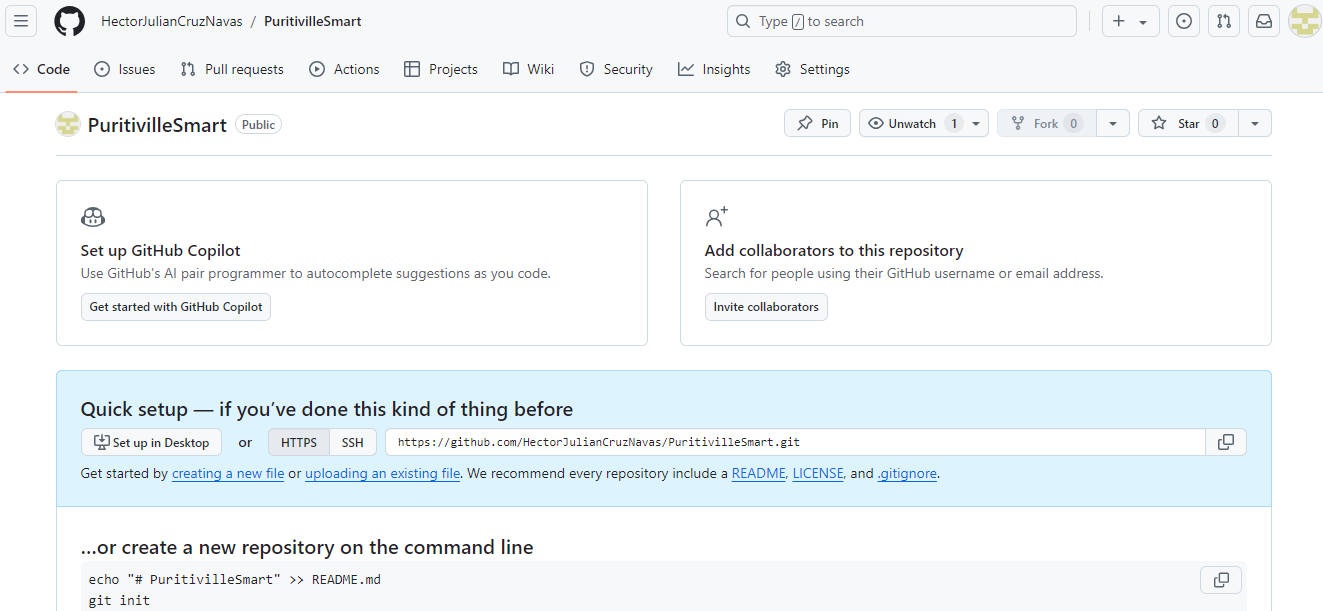 HectorJulianCruzNavas / PuritivilleSmart
Type / to search
Code Issues Pull requests Actions Projects Wiki Security Insights Settings
PuritivilleSmart Public
Pin Unwatch 1 Fork 0 Star 0
Set up GitHub Copilot
Use GitHub's AI pair programmer to autocomplete suggestions as you code.
Get started with GitHub Copilot
Add collaborators to this repository
Search for people using their GitHub username or email address.
Invite collaborators
Quick setup — if you’ve done this kind of thing before
Set up in Desktop or HTTPS SSH https://github.com/HectorJulianCruzNavas/PuritivilleSmart.git
Get started by creating a new file or uploading an existing file. We recommend every repository include a README, LICENSE, and .gitignore.
…or create a new repository on the command line
echo "# PuritivilleSmart" >> README.md
git init